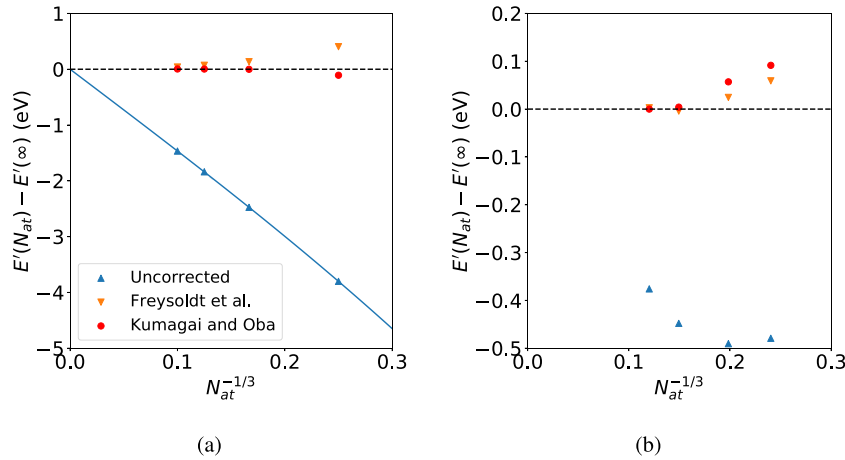 1
0
−1
−2
−3
−4
−5
0.0
0.1
0.2
0.3
E′(N_at) − E′(∞) (eV)
N_at^−1/3
Uncorrected
Freysoldt et al.
Kumagai and Oba
(a)
0.2
0.1
0.0
−0.1
−0.2
−0.3
−0.4
−0.5
0.0
0.1
0.2
0.3
E′(N_at) − E′(∞) (eV)
N_at^−1/3
(b)